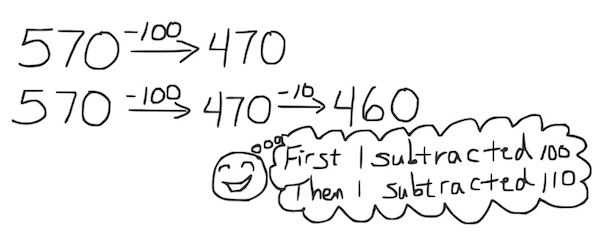 570 -100 → 470
570 -100 → 470 -10 → 460
First I subtracted 100
Then I subtracted 110